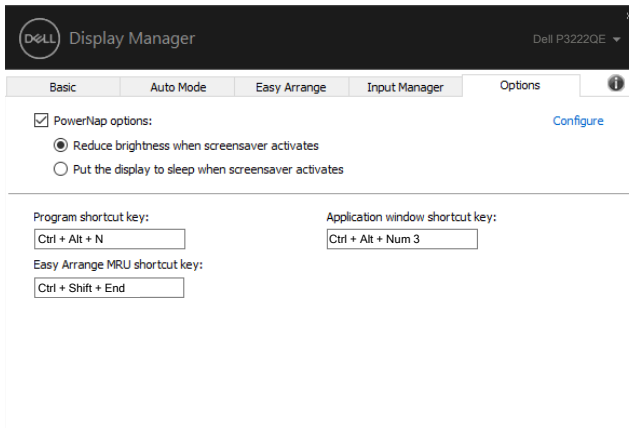 DELL Display Manager
Dell P3222QE
Basic Auto Mode Easy Arrange Input Manager Options i
PowerNap options: Configure
Reduce brightness when screensaver activates
Put the display to sleep when screensaver activates
Program shortcut key: Application window shortcut key:
Ctrl + Alt + N Ctrl + Alt + Num 3
Easy Arrange MRU shortcut key:
Ctrl + Shift + End